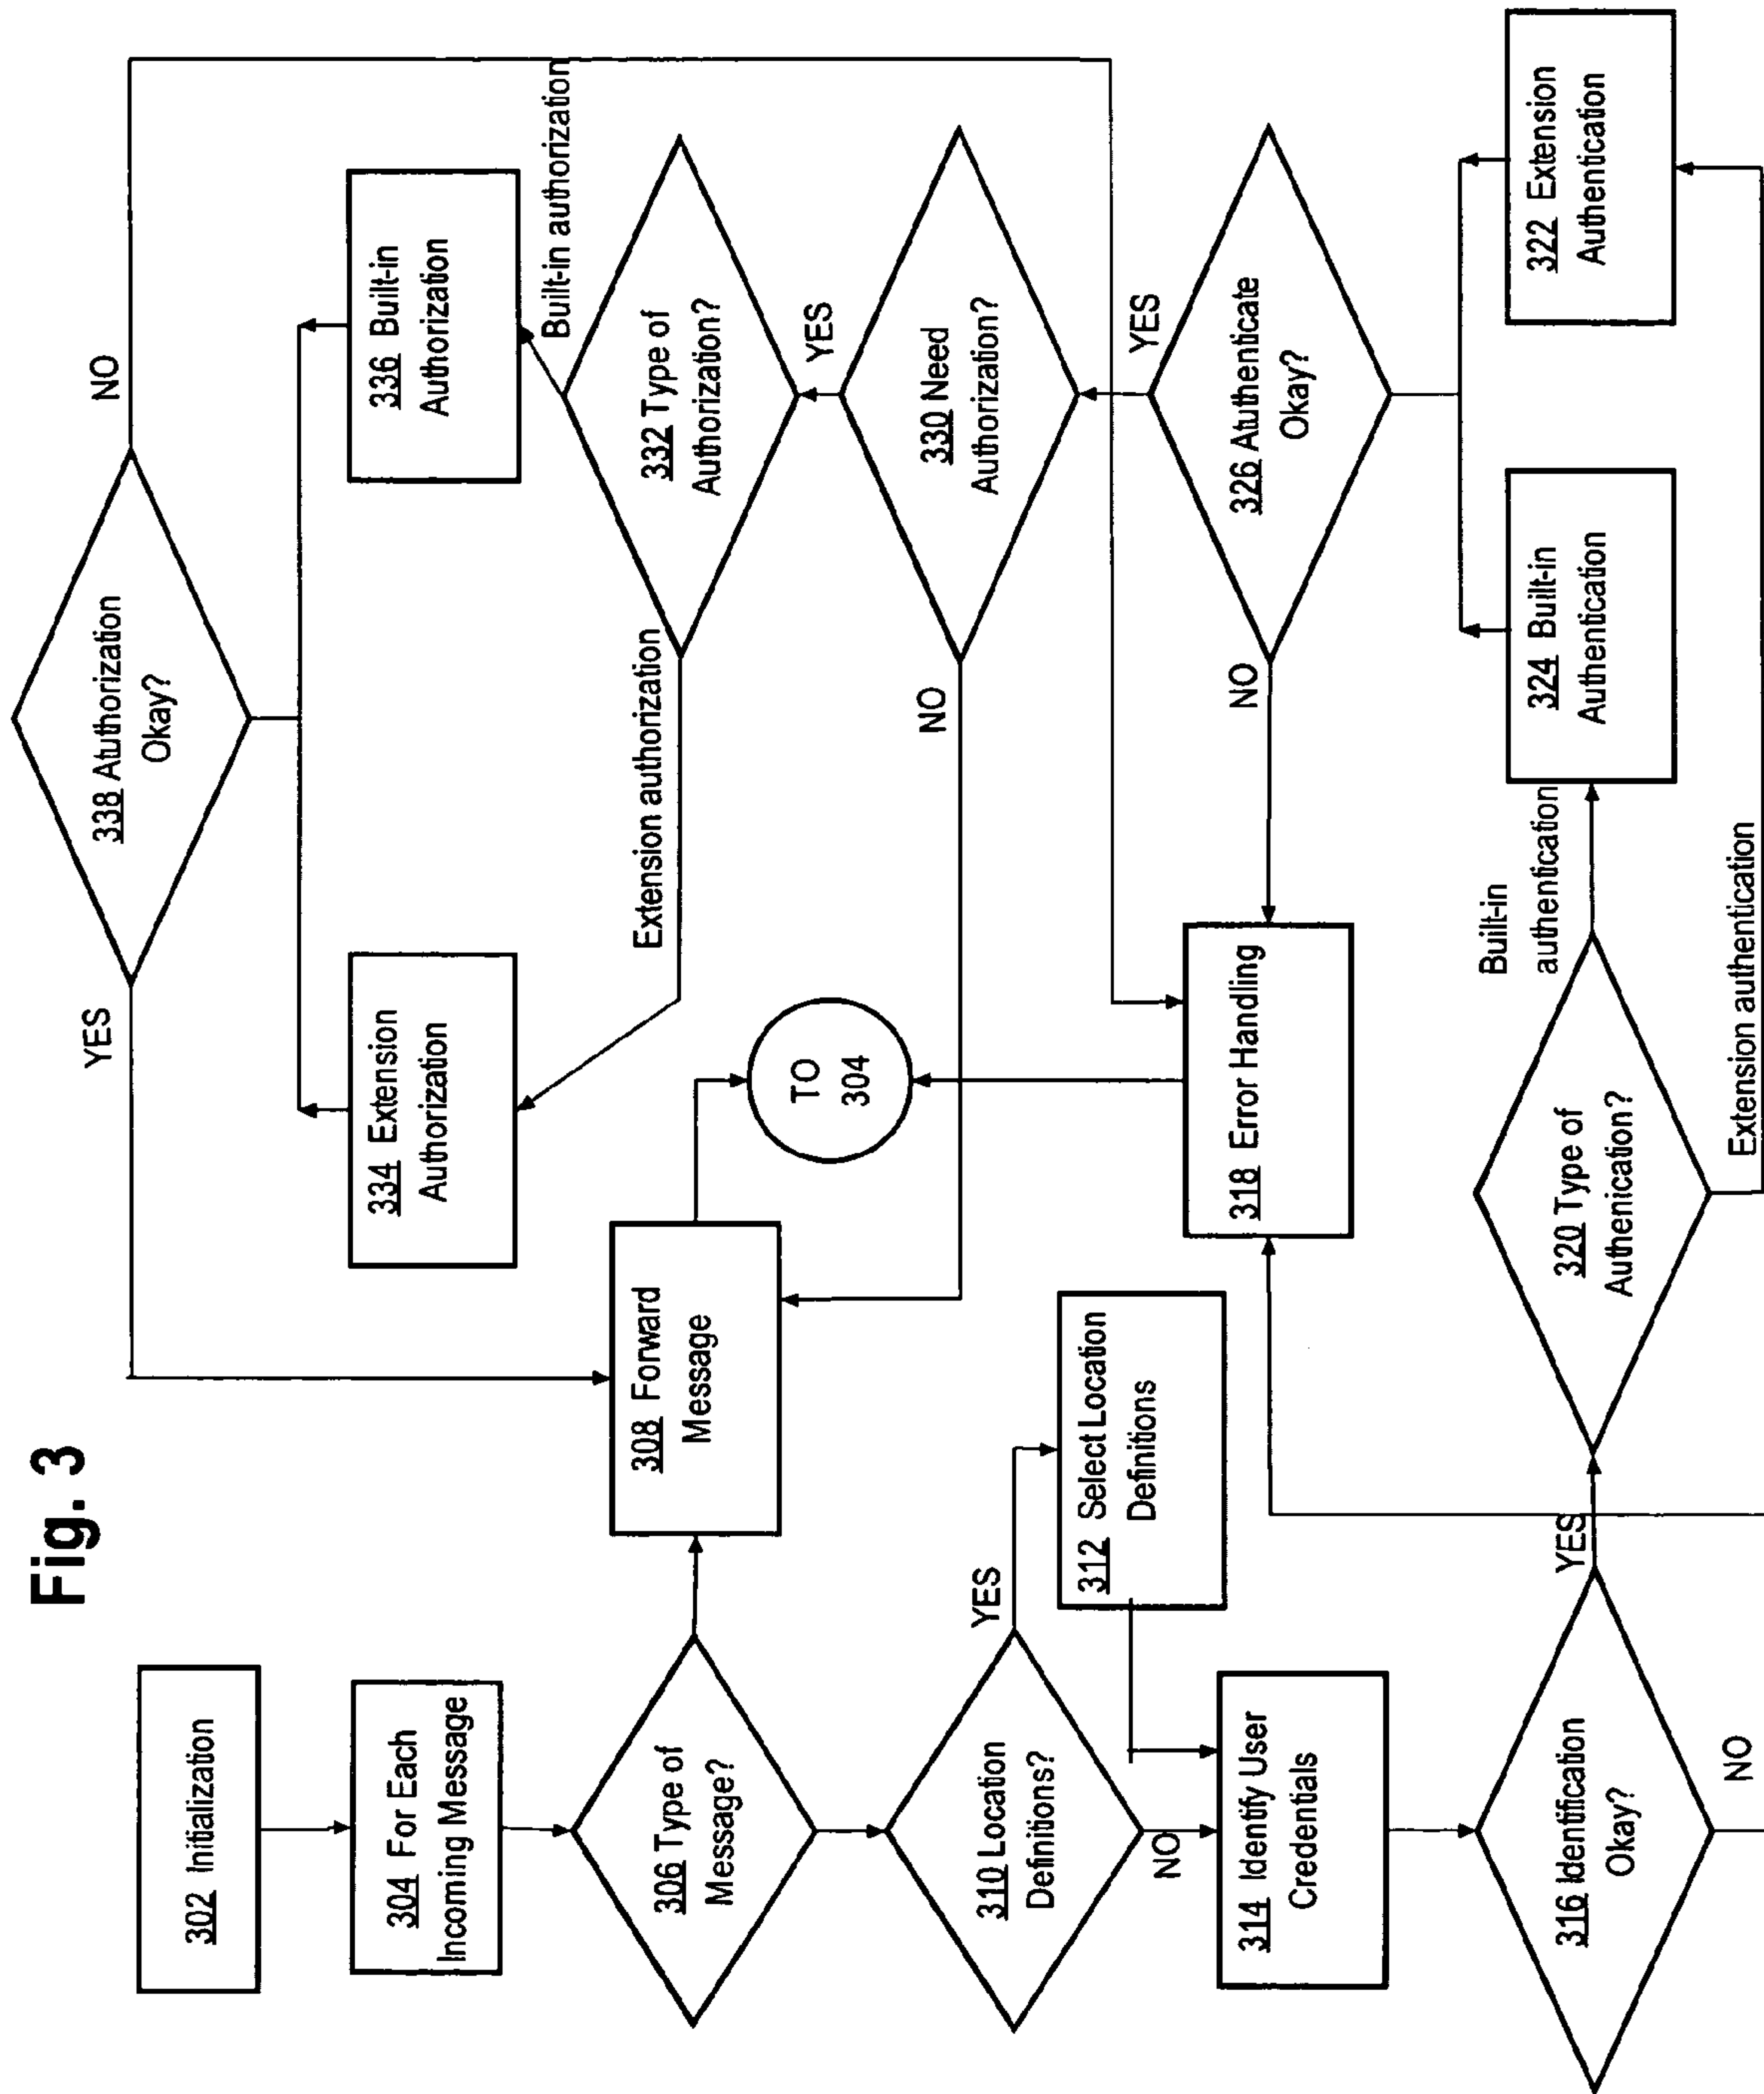 Fig. 3
302 Initialization
304 For Each
Incoming Message
306 Type of
Message?
308 Forward
Message
310 Location
Definitions?
YES
NO
312 Select Location
Definitions
314 Identify User
Credentials
316 Identification
Okay?
YES
NO
318 Error Handling
TO
304
320 Type of
Authenication?
Built-in
authentication
Extension authentication
324 Built-in
Authentication
322 Extension
Authentication
326 Atuthenticate
Okay?
NO
YES
330 Need
Authorization?
NO
YES
332 Type of
Authorization?
Extension authorization
Built-in authorization
334 Extension
Authorization
336 Built-in
Authorization
338 Atuthorization
Okay?
YES
NO